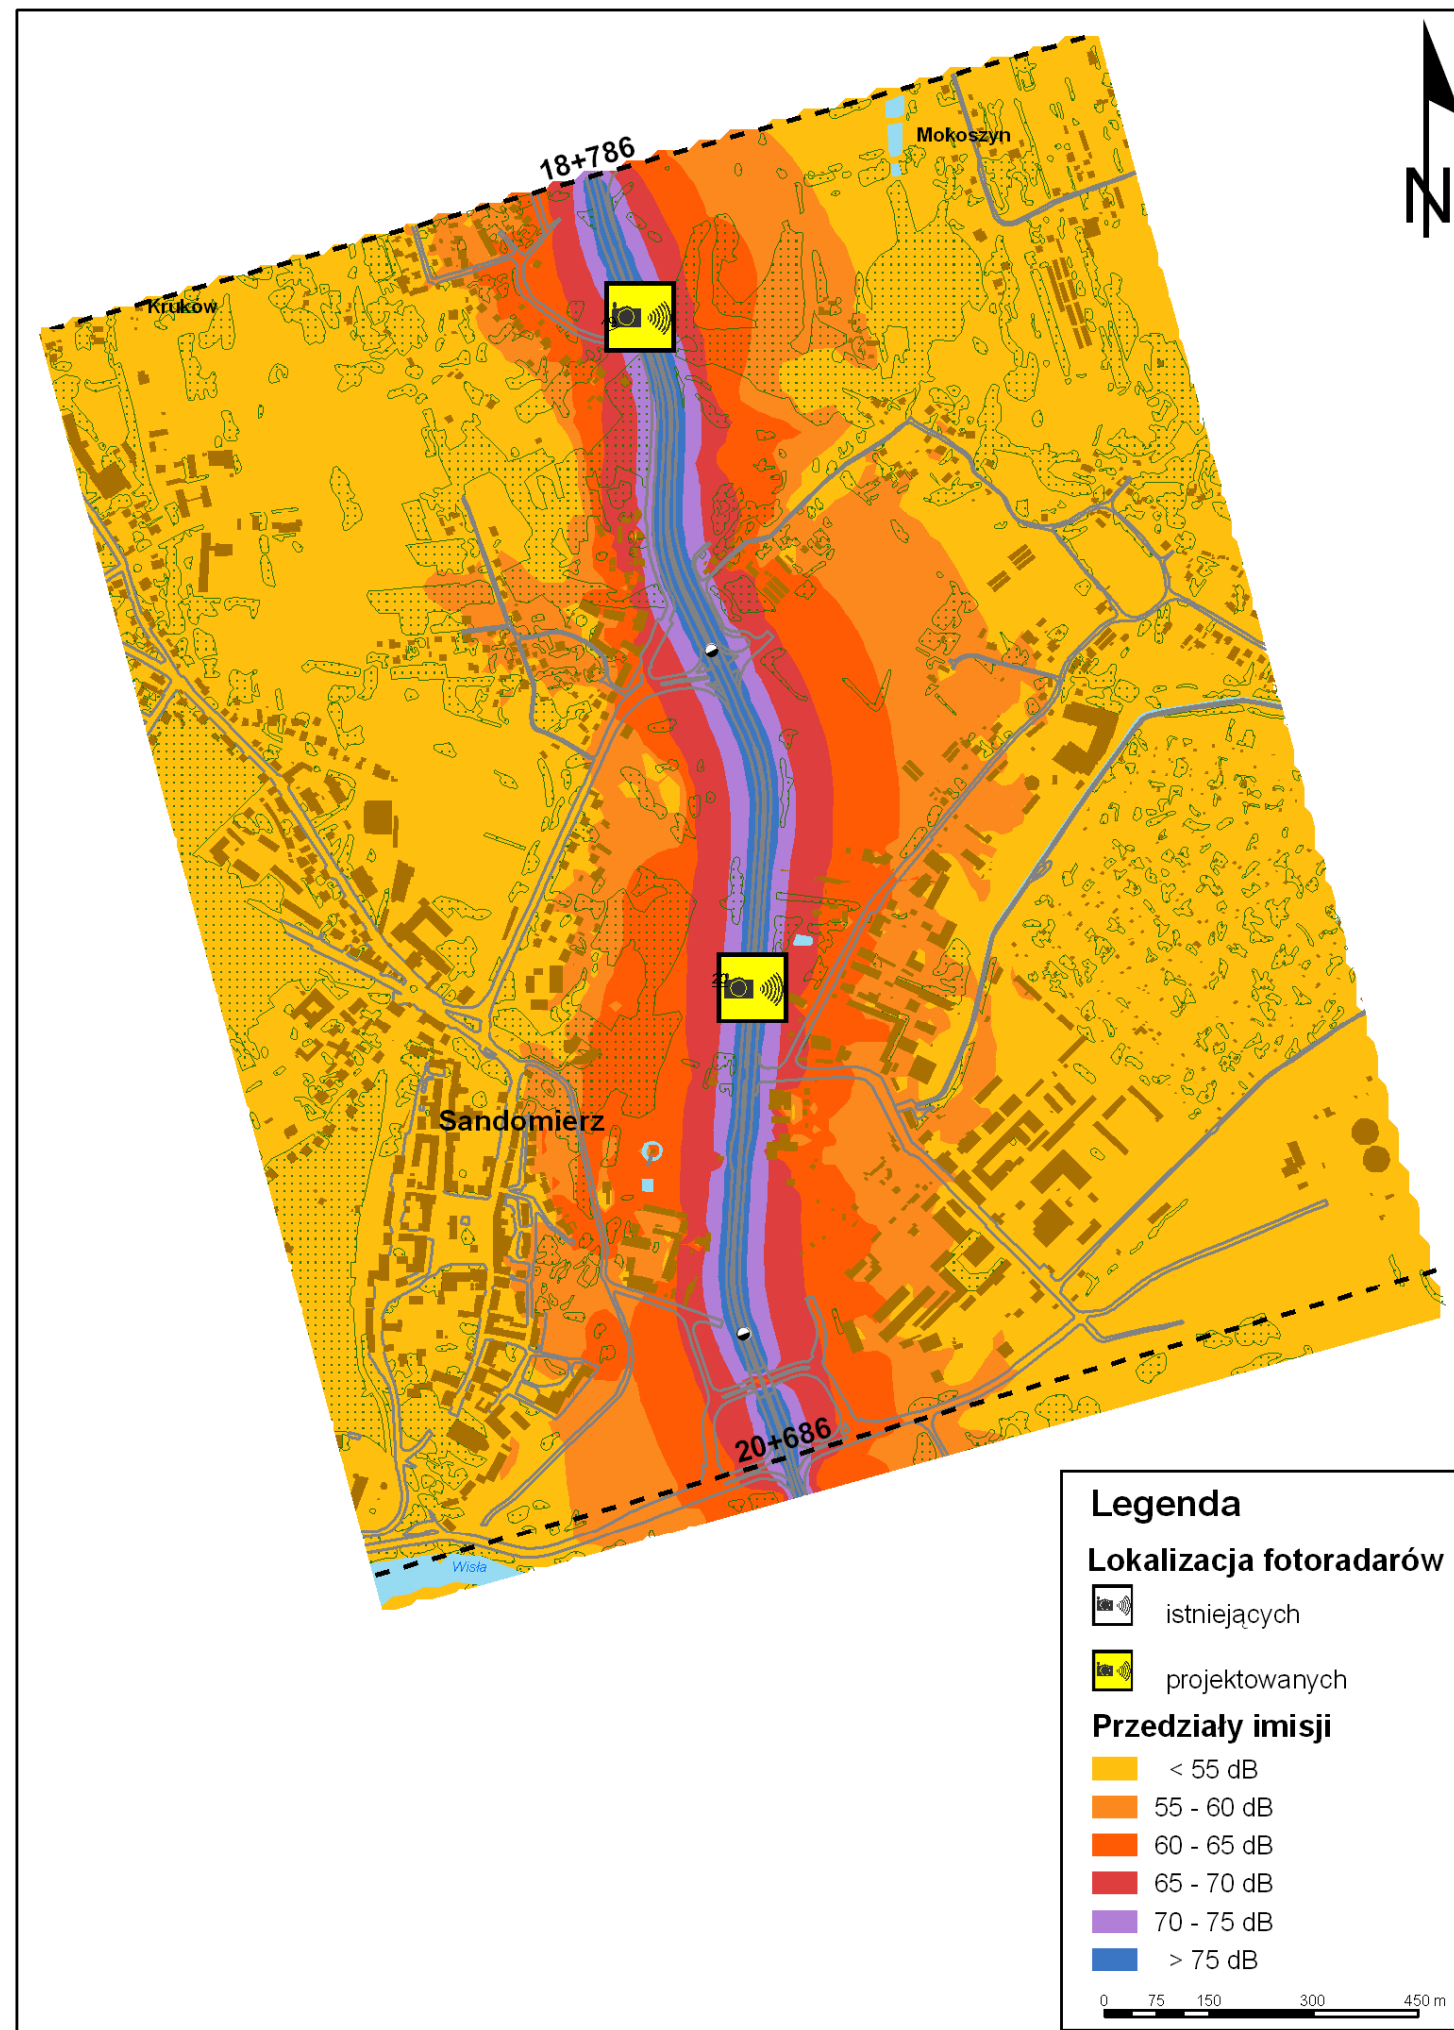 Mokoszyn
18+786
N
Kruków
Sandomierz
20+686
Wisła
Legenda
Lokalizacja fotoradarów
istniejących
projektowanych
Przedziały imisji
< 55 dB
55 - 60 dB
60 - 65 dB
65 - 70 dB
70 - 75 dB
> 75 dB
0 75 150 300 450 m